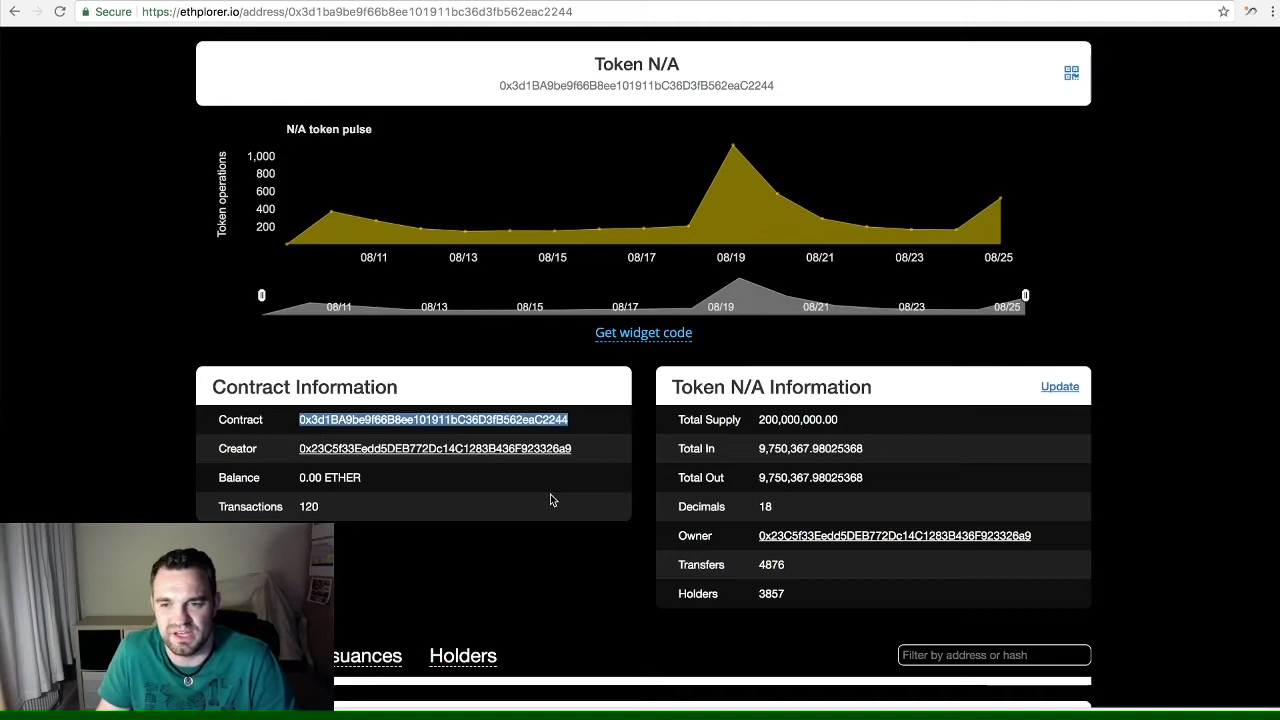 Secure https://ethplorer.io/address/0x3d1ba9be9f66b8ee101911bc36d3fb562eac2244
Token N/A
0x3d1BA9be9f66B8ee101911bC36D3fB562eaC2244
N/A token pulse
Token operations
1,000
800
600
400
200
08/11 08/13 08/15 08/17 08/19 08/21 08/23 08/25
08/11 08/13 08/15 08/17 08/19 08/21 08/23 08/25
Get widget code
Contract Information
Contract 0x3d1BA9be9f66B8ee101911bC36D3fB562eaC2244
Creator 0x23C5f33Eedd5DEB772Dc14C1283B436F923326a9
Balance 0.00 ETHER
Transactions 120
Token N/A Information Update
Total Supply 200,000,000.00
Total In 9,750,367.98025368
Total Out 9,750,367.98025368
Decimals 18
Owner 0x23C5f33Eedd5DEB772Dc14C1283B436F923326a9
Transfers 4876
Holders 3857
suances Holders Filter by address or hash